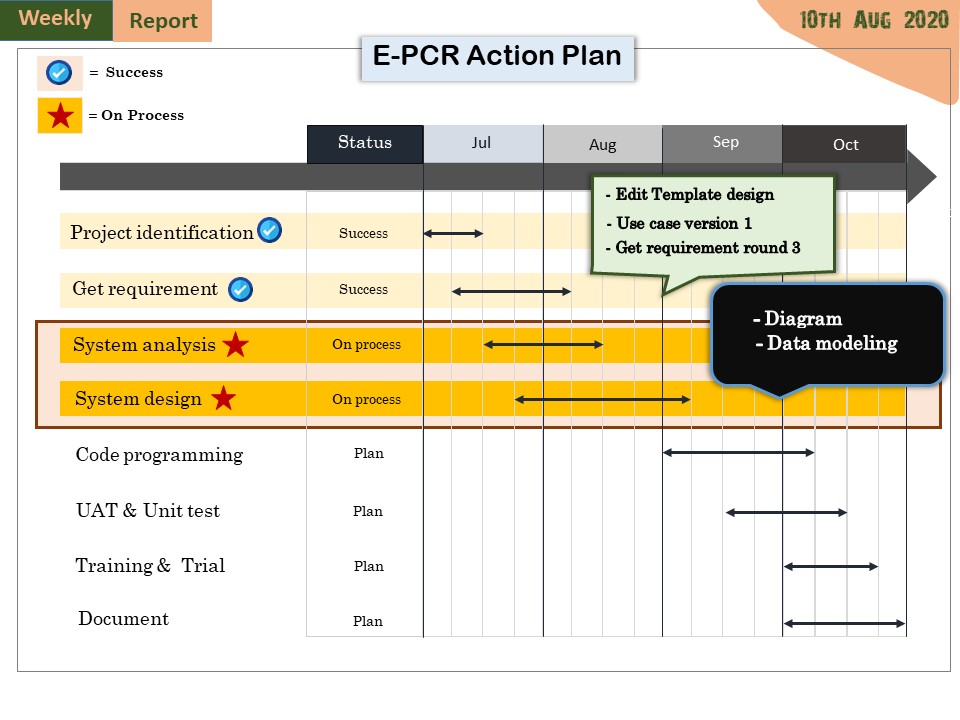 Weekly
Report
10th Aug 2020
E-PCR Action Plan
= Success
= On Process
Status
Jul
Aug
Sep
Oct
- Edit Template design
- Use case version 1
- Get requirement round 3
Project identification
Success
Get requirement
Success
- Diagram
- Data modeling
System analysis
On process
System design
On process
Code programming
Plan
UAT & Unit test
Plan
Training & Trial
Plan
Document
Plan